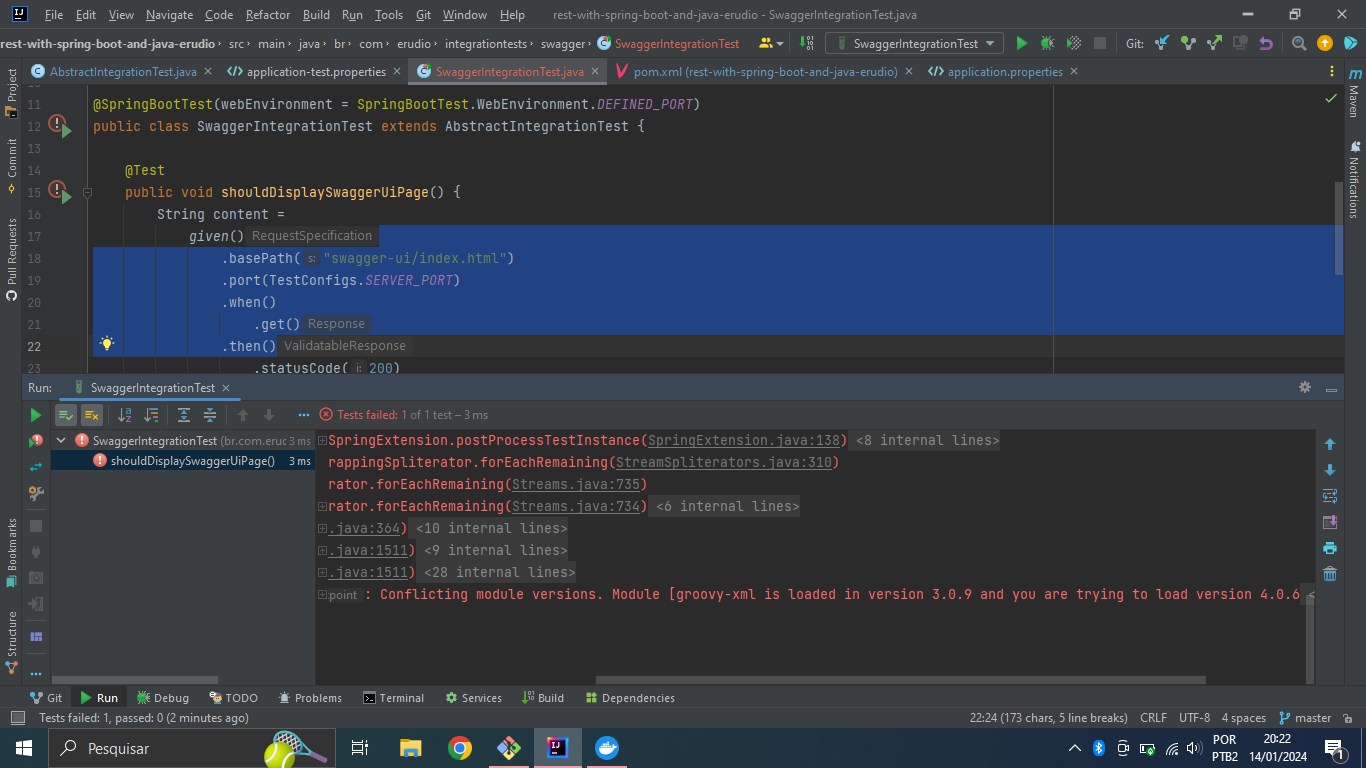 File Edit View Navigate Code Refactor Build Run Tools Git Window Help rest-with-spring-boot-and-java-erudio - SwaggerIntegrationTest.java
rest-with-spring-boot-and-java-erudio › src › main › java › br › com › erudio › integrationtests › swagger › SwaggerIntegrationTest SwaggerIntegrationTest Git:
AbstractIntegrationTest.java × application-test.properties × SwaggerIntegrationTest.java × pom.xml (rest-with-spring-boot-and-java-erudio) × application.properties ×
Project
Commit
Pull Requests
Bookmarks
Structure
Maven
Notifications
11 @SpringBootTest(webEnvironment = SpringBootTest.WebEnvironment.DEFINED_PORT)
12 public class SwaggerIntegrationTest extends AbstractIntegrationTest {
13
14 @Test
15 public void shouldDisplaySwaggerUiPage() {
16 String content =
17 given() RequestSpecification
18 .basePath( s: "swagger-ui/index.html")
19 .port(TestConfigs.SERVER_PORT)
20 .when()
21 .get() Response
22 .then() ValidatableResponse
23 .statusCode( i: 200)
Run: SwaggerIntegrationTest ×
Tests failed: 1 of 1 test – 3 ms
SwaggerIntegrationTest (br.com.eruc 3 ms
shouldDisplaySwaggerUiPage() 3 ms
SpringExtension.postProcessTestInstance(SpringExtension.java:138) <8 internal lines>
rappingSpliterator.forEachRemaining(StreamSpliterators.java:310)
rator.forEachRemaining(Streams.java:735)
rator.forEachRemaining(Streams.java:734) <6 internal lines>
.java:364) <10 internal lines>
.java:1511) <9 internal lines>
.java:1511) <28 internal lines>
point : Conflicting module versions. Module [groovy-xml is loaded in version 3.0.9 and you are trying to load version 4.0.6 <
Git Run Debug TODO Problems Terminal Services Build Dependencies
Tests failed: 1, passed: 0 (2 minutes ago) 22:24 (173 chars, 5 line breaks) CRLF UTF-8 4 spaces master
Pesquisar
POR
PTB2
20:22
14/01/2024
1